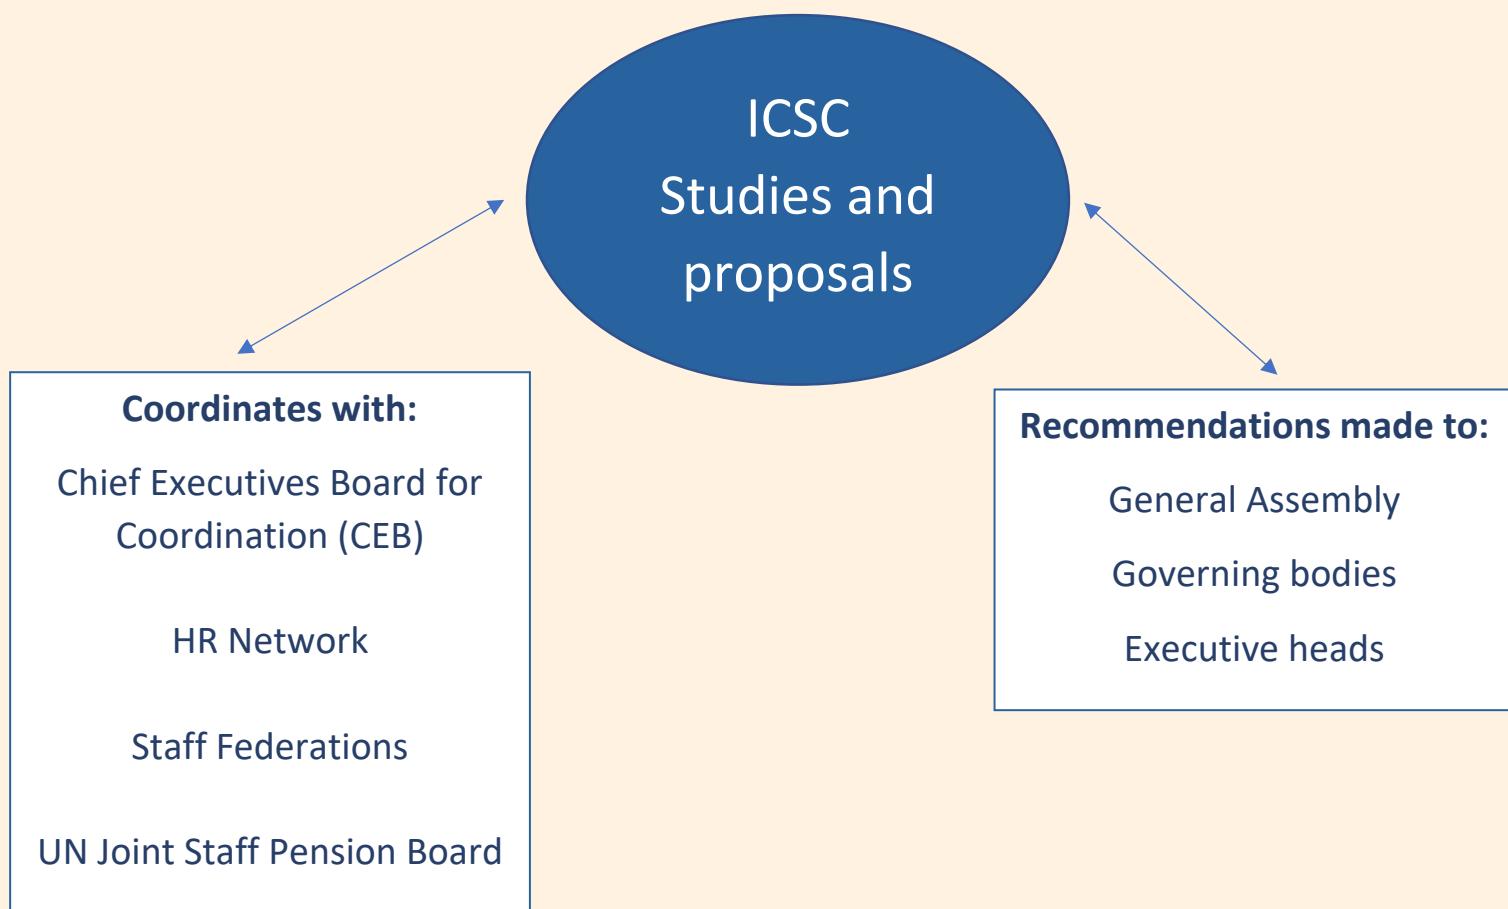 ICSC
Studies and
proposals
Coordinates with:
Chief Executives Board for
Coordination (CEB)
HR Network
Staff Federations
UN Joint Staff Pension Board
Recommendations made to:
General Assembly
Governing bodies
Executive heads